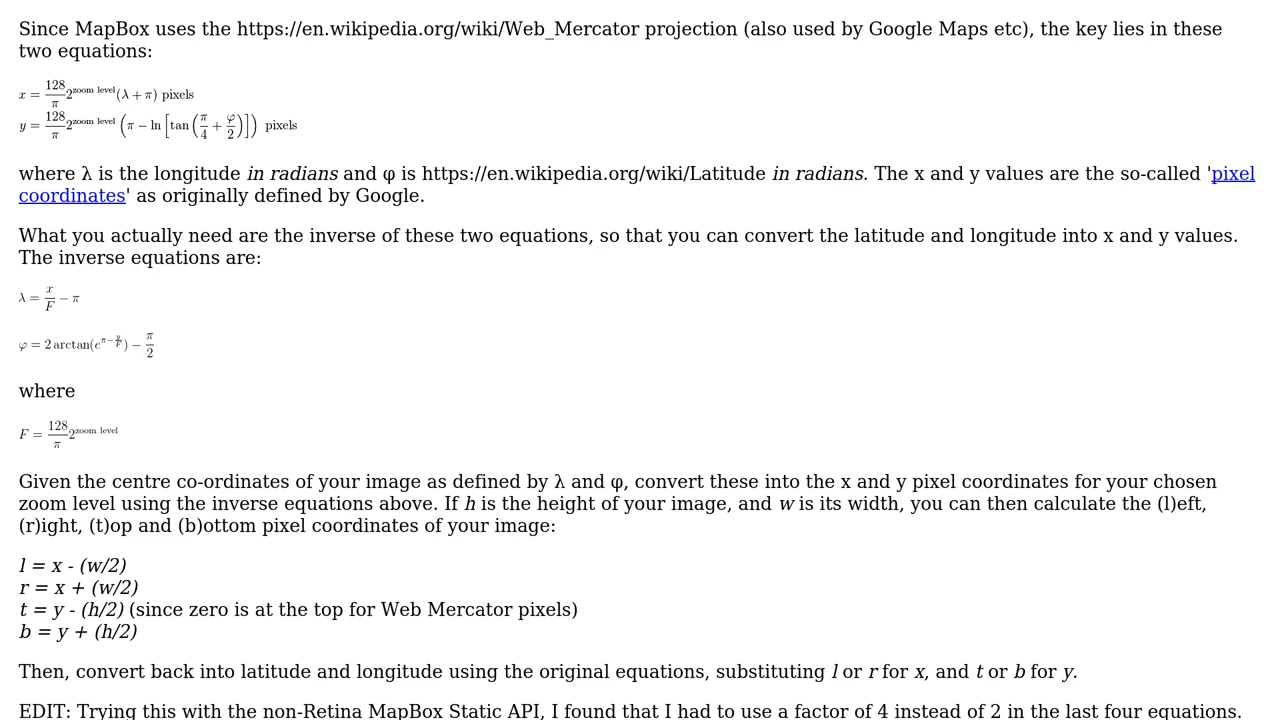 Since MapBox uses the https://en.wikipedia.org/wiki/Web_Mercator projection (also used by Google Maps etc), the key lies in these
two equations:
x = \frac{128}{π} 2^{zoom level} (λ + π) pixels
y = \frac{128}{π} 2^{zoom level} (π − ln [tan (\frac{π}{4} + \frac{φ}{2})]) pixels
where λ is the longitude in radians and φ is https://en.wikipedia.org/wiki/Latitude in radians. The x and y values are the so-called 'pixel
coordinates' as originally defined by Google.
What you actually need are the inverse of these two equations, so that you can convert the latitude and longitude into x and y values.
The inverse equations are:
λ = \frac{x}{F} − π
φ = 2 arctan(e^{π−\frac{y}{F}}) − \frac{π}{2}
where
F = \frac{128}{π} 2^{zoom level}
Given the centre co-ordinates of your image as defined by λ and φ, convert these into the x and y pixel coordinates for your chosen
zoom level using the inverse equations above. If h is the height of your image, and w is its width, you can then calculate the (l)eft,
(r)ight, (t)op and (b)ottom pixel coordinates of your image:
l = x - (w/2)
r = x + (w/2)
t = y - (h/2) (since zero is at the top for Web Mercator pixels)
b = y + (h/2)
Then, convert back into latitude and longitude using the original equations, substituting l or r for x, and t or b for y.
EDIT: Trying this with the non-Retina MapBox Static API, I found that I had to use a factor of 4 instead of 2 in the last four equations.